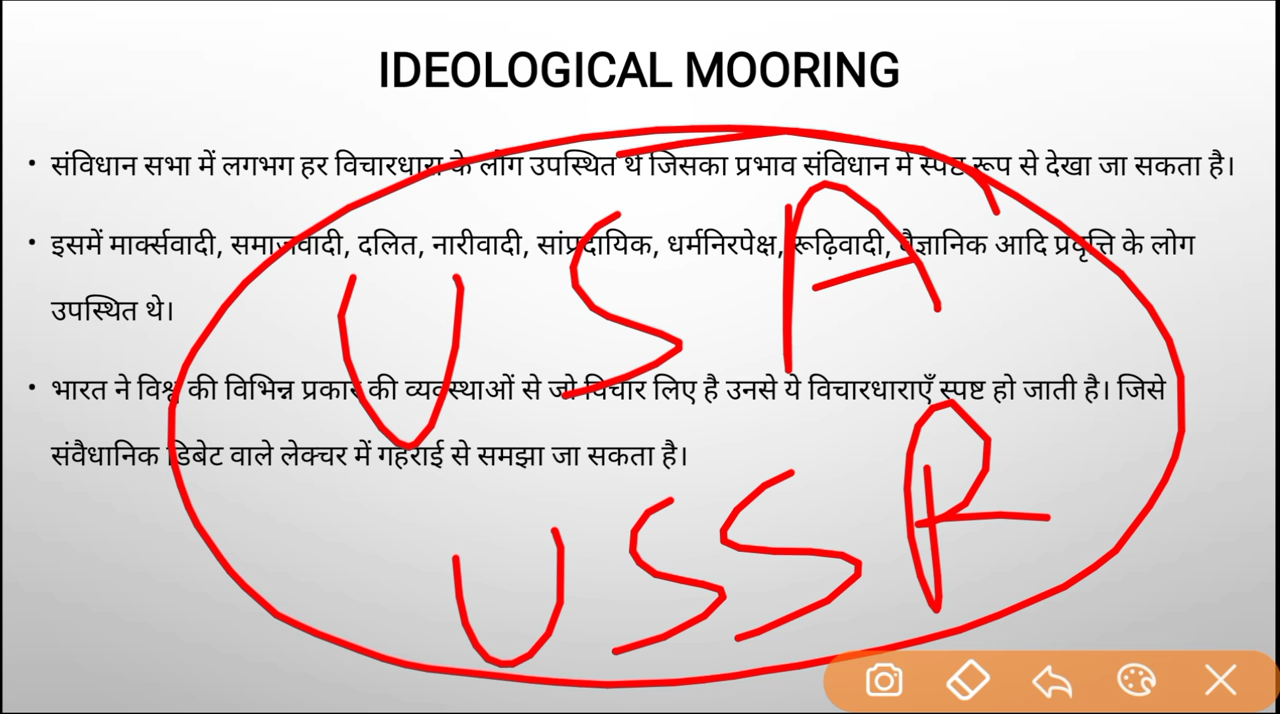 IDEOLOGICAL MOORING
• संविधान सभा में लगभग हर विचारधारा के लोग उपस्थित थे जिसका प्रभाव संविधान में स्पष्ट रूप से देखा जा सकता है।
• इसमें मार्क्सवादी, समाजवादी, दलित, नारीवादी, सांप्रदायिक, धर्मनिरपेक्ष, रूढ़िवादी, वैज्ञानिक आदि प्रवृत्ति के लोग
उपस्थित थे।
• भारत ने विश्व की विभिन्न प्रकार की व्यवस्थाओं से जो विचार लिए है उनसे ये विचारधाराएँ स्पष्ट हो जाती है। जिसे
संवैधानिक डिबेट वाले लेक्चर में गहराई से समझा जा सकता है।
USA
USSR